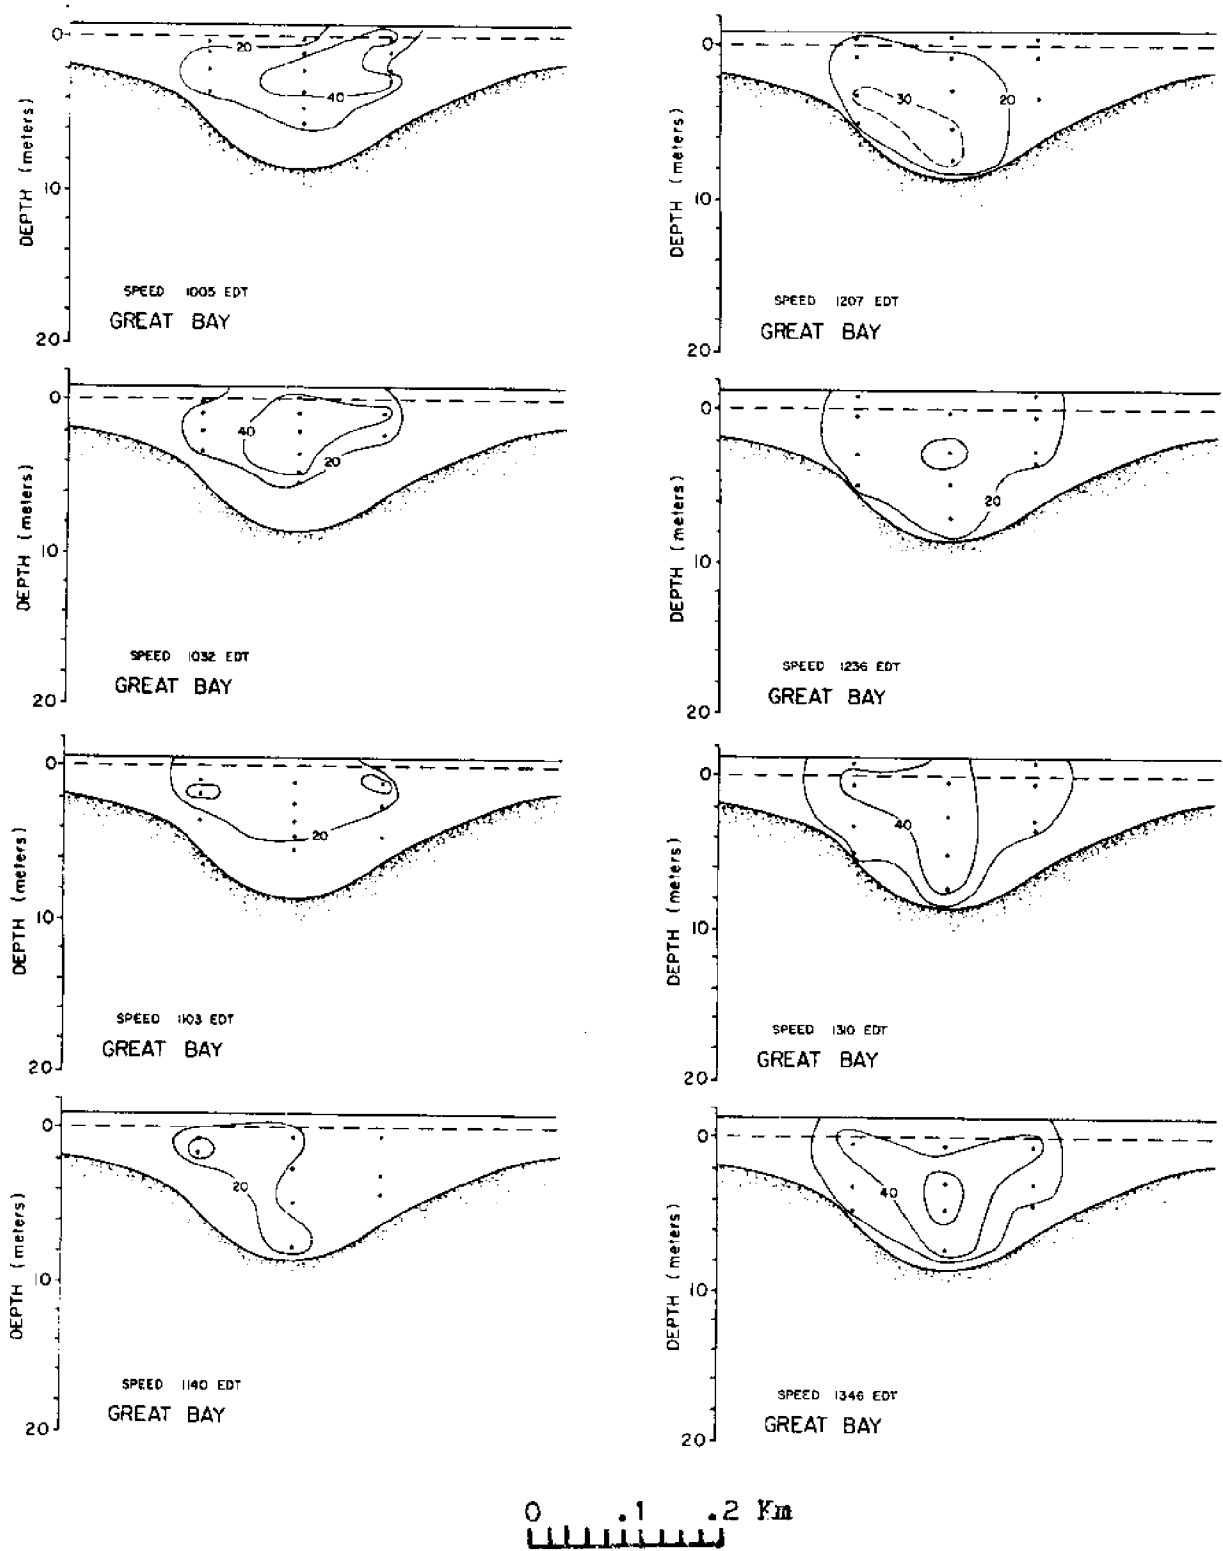 0
20
40
10
DEPTH (meters)
SPEED 1005 EDT
GREAT BAY
20
0
40
20
10
DEPTH (meters)
SPEED 1032 EDT
GREAT BAY
20
0
20
10
DEPTH (meters)
SPEED 1103 EDT
GREAT BAY
20
0
20
10
DEPTH (meters)
SPEED 1140 EDT
GREAT BAY
20
0
30
20
10
DEPTH (meters)
SPEED 1207 EDT
GREAT BAY
20
0
20
10
DEPTH (meters)
SPEED 1236 EDT
GREAT BAY
20
0
40
10
DEPTH (meters)
SPEED 1310 EDT
GREAT BAY
20
0
40
10
DEPTH (meters)
SPEED 1346 EDT
GREAT BAY
20
0 .1 .2 Km